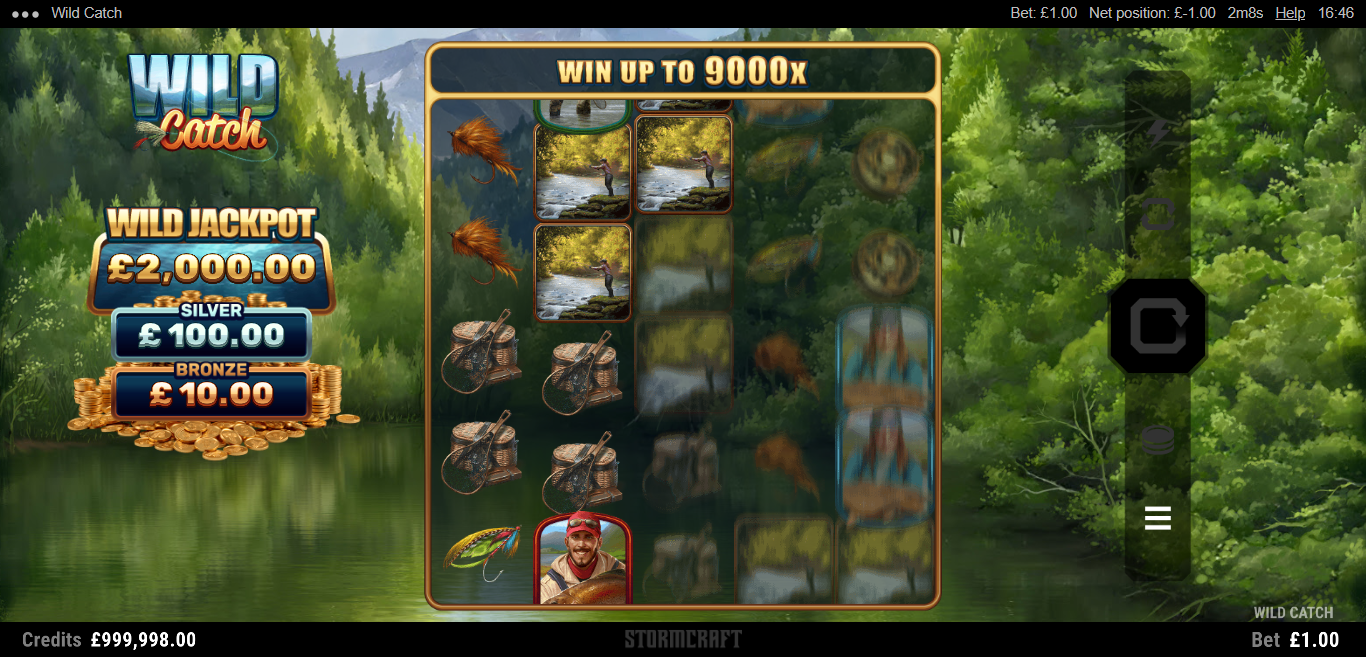 Wild Catch
Bet: £1.00 Net position: £-1.00 2m8s Help 16:46
WILD
Catch
WIN UP TO 9000X
WILD JACKPOT
£2,000.00
SILVER
£100.00
BRONZE
£10.00
WILD CATCH
Credits £999,998.00
STORMCRAFT
Bet £1.00